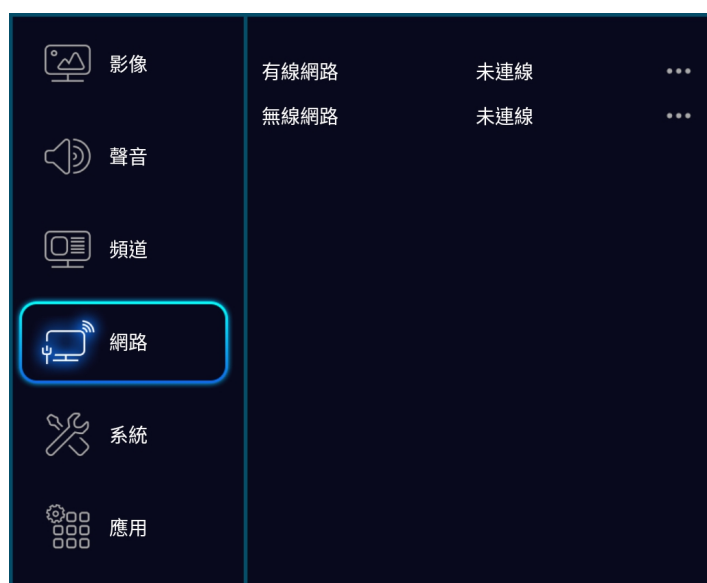 影像
聲音
頻道
網路
系統
應用
有線網路 未連線 •••
無線網路 未連線 •••